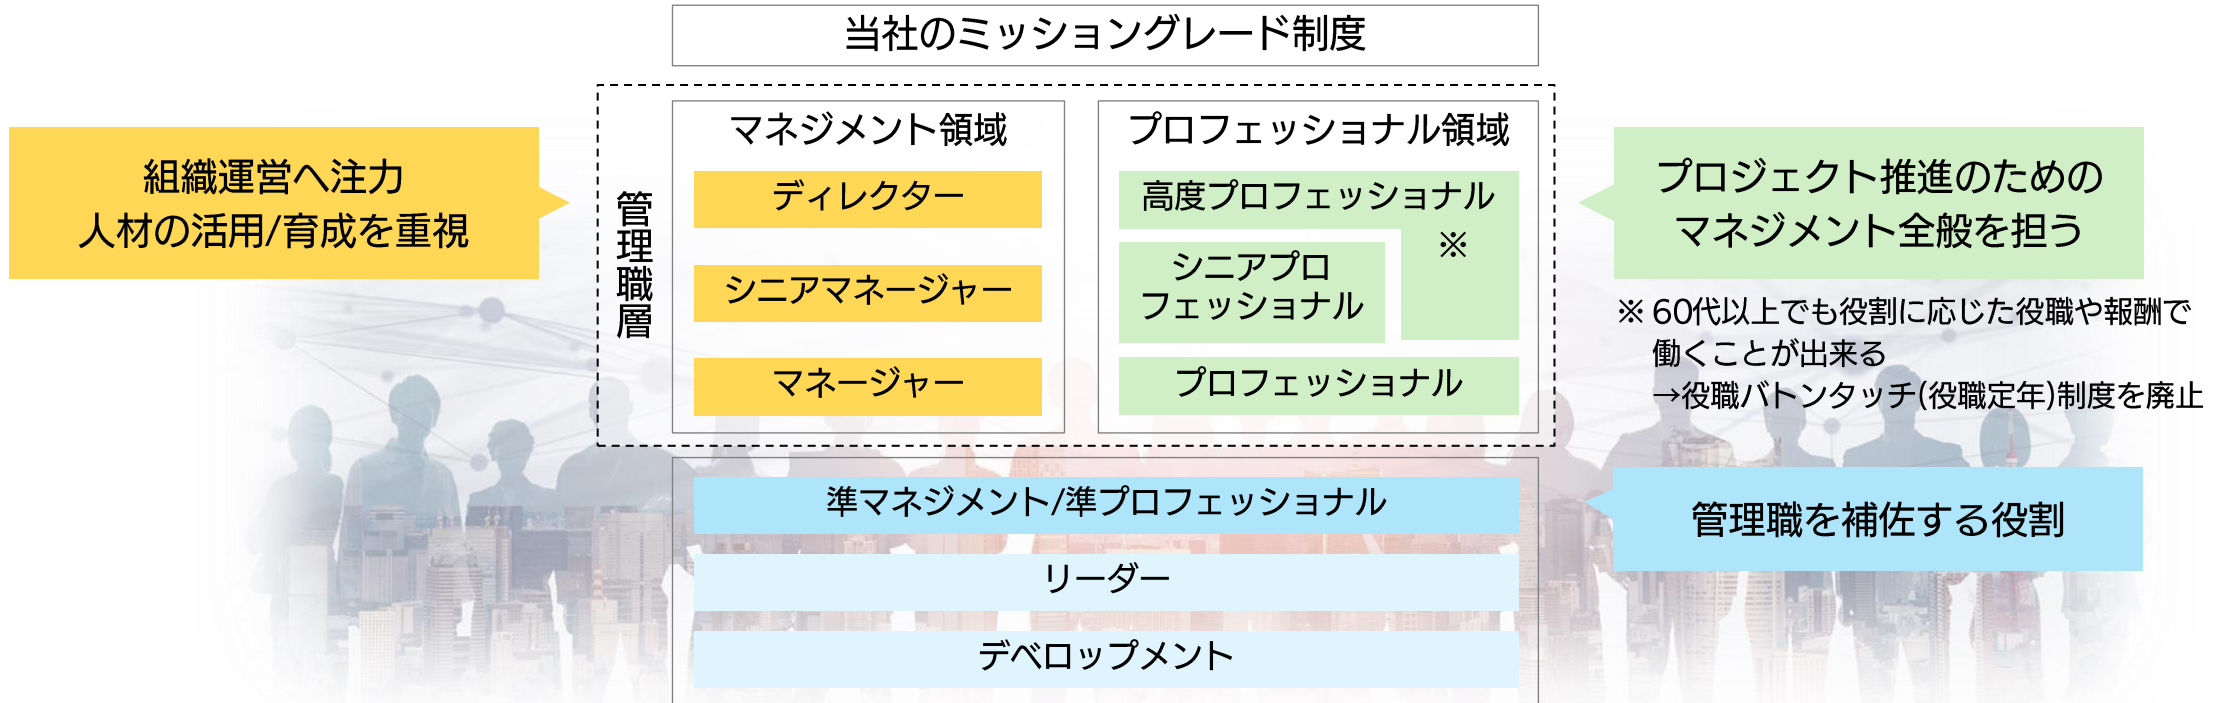 当社のミッショングレード制度
組織運営へ注力
人材の活用/育成を重視
管理職層
マネジメント領域
ディレクター
シニアマネージャー
マネージャー
プロフェッショナル領域
高度プロフェッショナル
※
シニアプロ
フェッショナル
プロフェッショナル
プロジェクト推進のための
マネジメント全般を担う
※60代以上でも役割に応じた役職や報酬で
働くことが出来る
→役職バトンタッチ(役職定年)制度を廃止
準マネジメント/準プロフェッショナル
リーダー
デベロップメント
管理職を補佐する役割